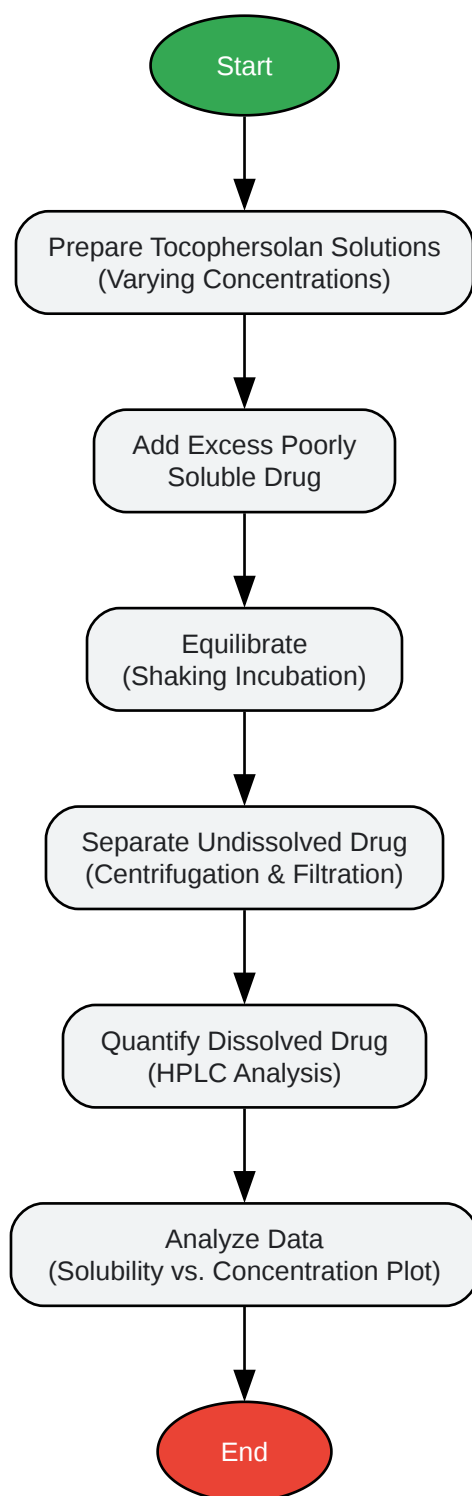 Start
Prepare Tocophersolan Solutions
(Varying Concentrations)
Add Excess Poorly
Soluble Drug
Equilibrate
(Shaking Incubation)
Separate Undissolved Drug
(Centrifugation & Filtration)
Quantify Dissolved Drug
(HPLC Analysis)
Analyze Data
(Solubility vs. Concentration Plot)
End